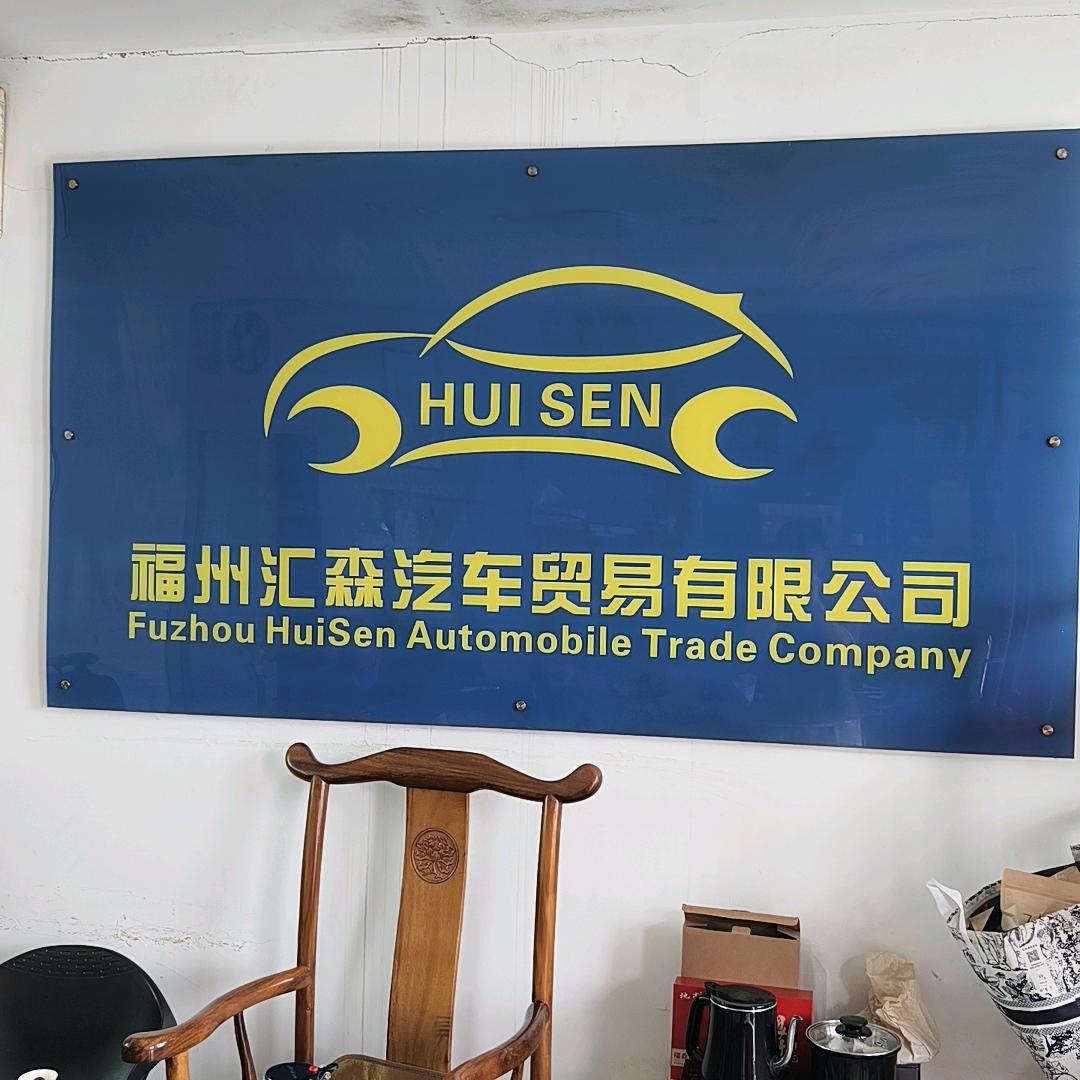 HUI SEN
福州汇森汽车贸易有限公司
Fuzhou HuiSen Automobile Trade Company